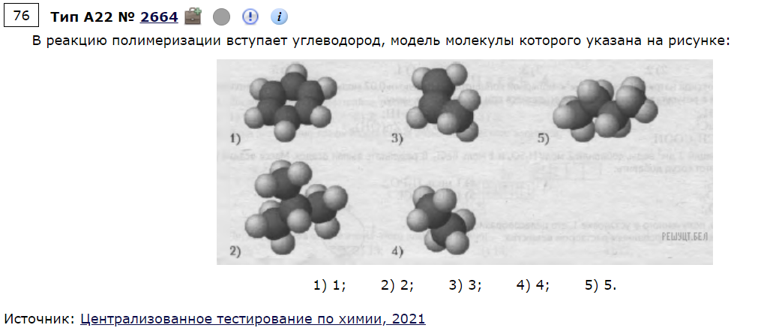 76 Тип А22 № 2664
В реакцию полимеризации вступает углеводород, модель молекулы которого указана на рисунке:
1) 3) 5)
2) 4)
РЕШУЦТ.БЕЛ
1) 1; 2) 2; 3) 3; 4) 4; 5) 5.
Источник: Централизованное тестирование по химии, 2021